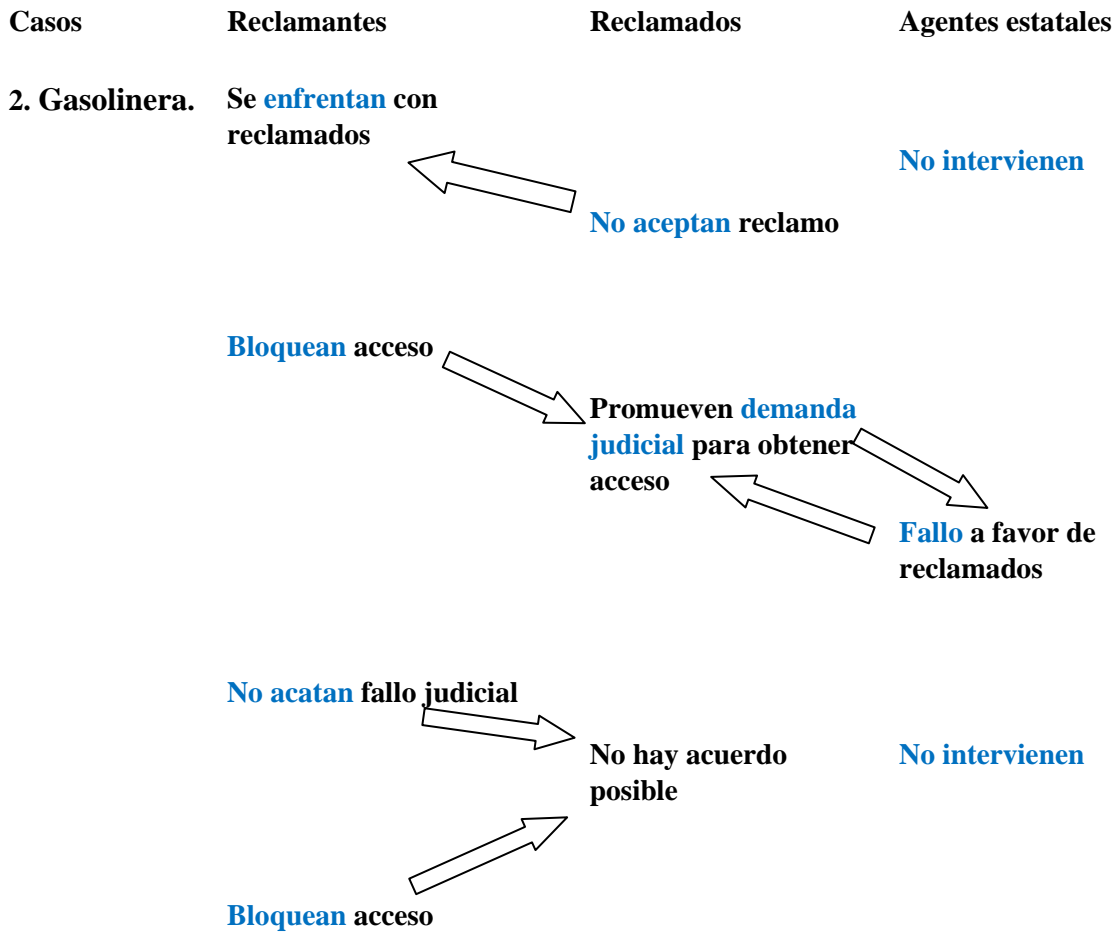 Casos Reclamantes Reclamados Agentes estatales
2. Gasolinera.
Se enfrentan con
reclamados
No intervienen
No aceptan reclamo
Bloquean acceso
Promueven demanda
judicial para obtener
acceso
Fallo a favor de
reclamados
No acatan fallo judicial
No hay acuerdo
posible
No intervienen
Bloquean acceso